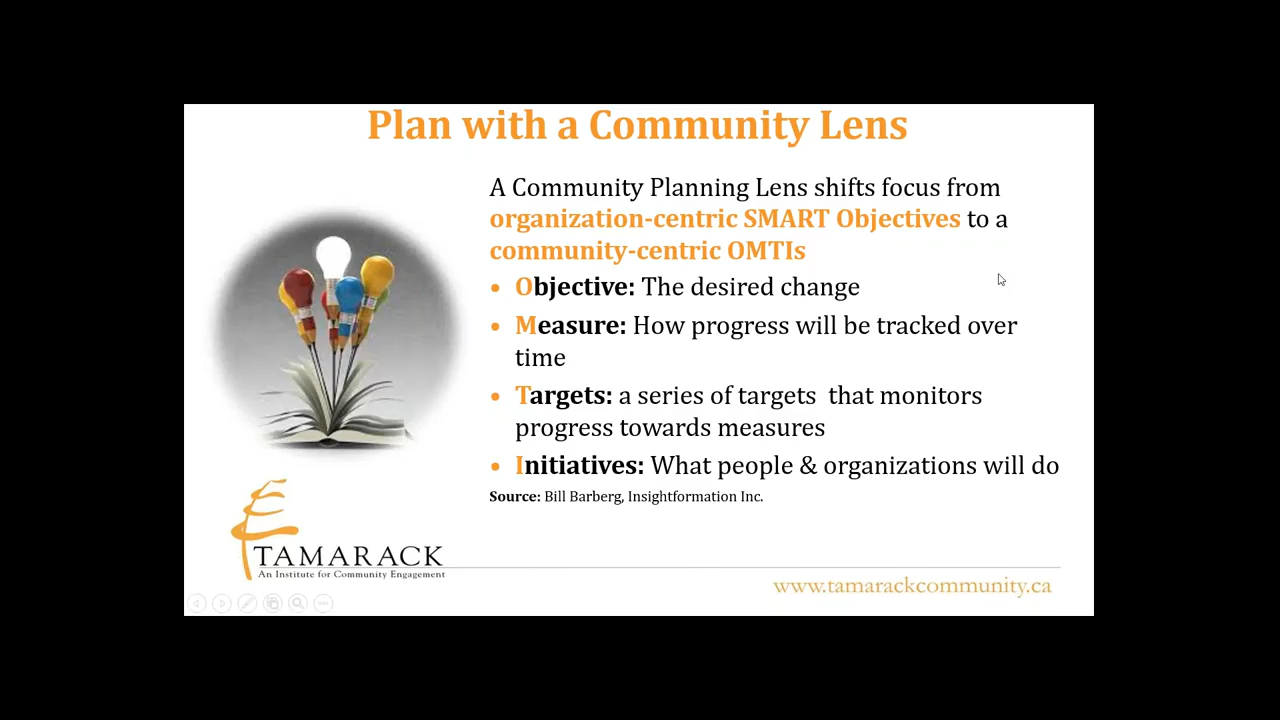 Plan with a Community Lens
A Community Planning Lens shifts focus from
organization-centric SMART Objectives to a
community-centric OMTIs
• Objective: The desired change
• Measure: How progress will be tracked over
time
• Targets: a series of targets  that monitors
progress towards measures
• Initiatives: What people & organizations will do
Source: Bill Barberg, Insightformation Inc.
TAMARACK
An Institute for Community Engagement
www.tamarackcommunity.ca